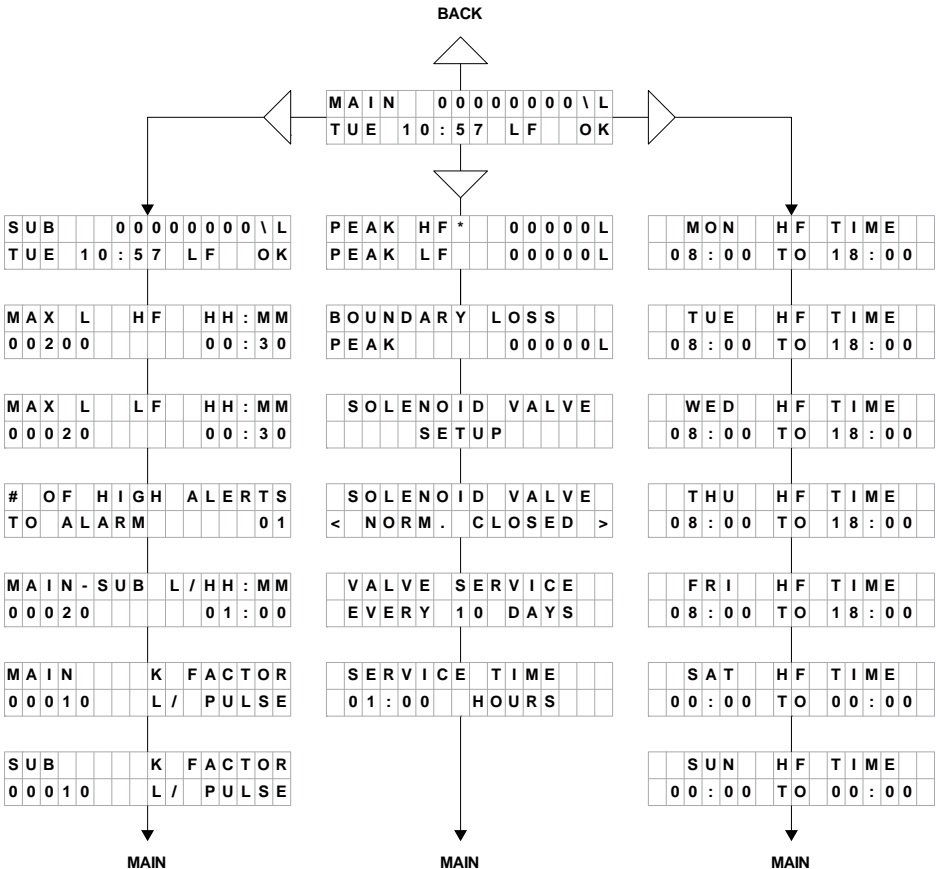 BACK
MAIN 00000000\L
TUE 10:57 LF OK
SUB 00000000\L
TUE 10:57 LF OK
MAX L HF HH:MM
00200 00:30
MAX L LF HH:MM
00020 00:30
# OF HIGH ALERTS
TO ALARM 01
MAIN-SUB L/HH:MM
00020 01:00
MAIN K FACTOR
00010 L/ PULSE
SUB K FACTOR
00010 L/ PULSE
MAIN
PEAK HF* 00000L
PEAK LF 00000L
BOUNDARY LOSS
PEAK 00000L
SOLENOID VALVE
SETUP
SOLENOID VALVE
< NORM. CLOSED >
VALVE SERVICE
EVERY 10 DAYS
SERVICE TIME
01:00 HOURS
MAIN
MON HF TIME
08:00 TO 18:00
TUE HF TIME
08:00 TO 18:00
WED HF TIME
08:00 TO 18:00
THU HF TIME
08:00 TO 18:00
FRI HF TIME
08:00 TO 18:00
SAT HF TIME
00:00 TO 00:00
SUN HF TIME
00:00 TO 00:00
MAIN